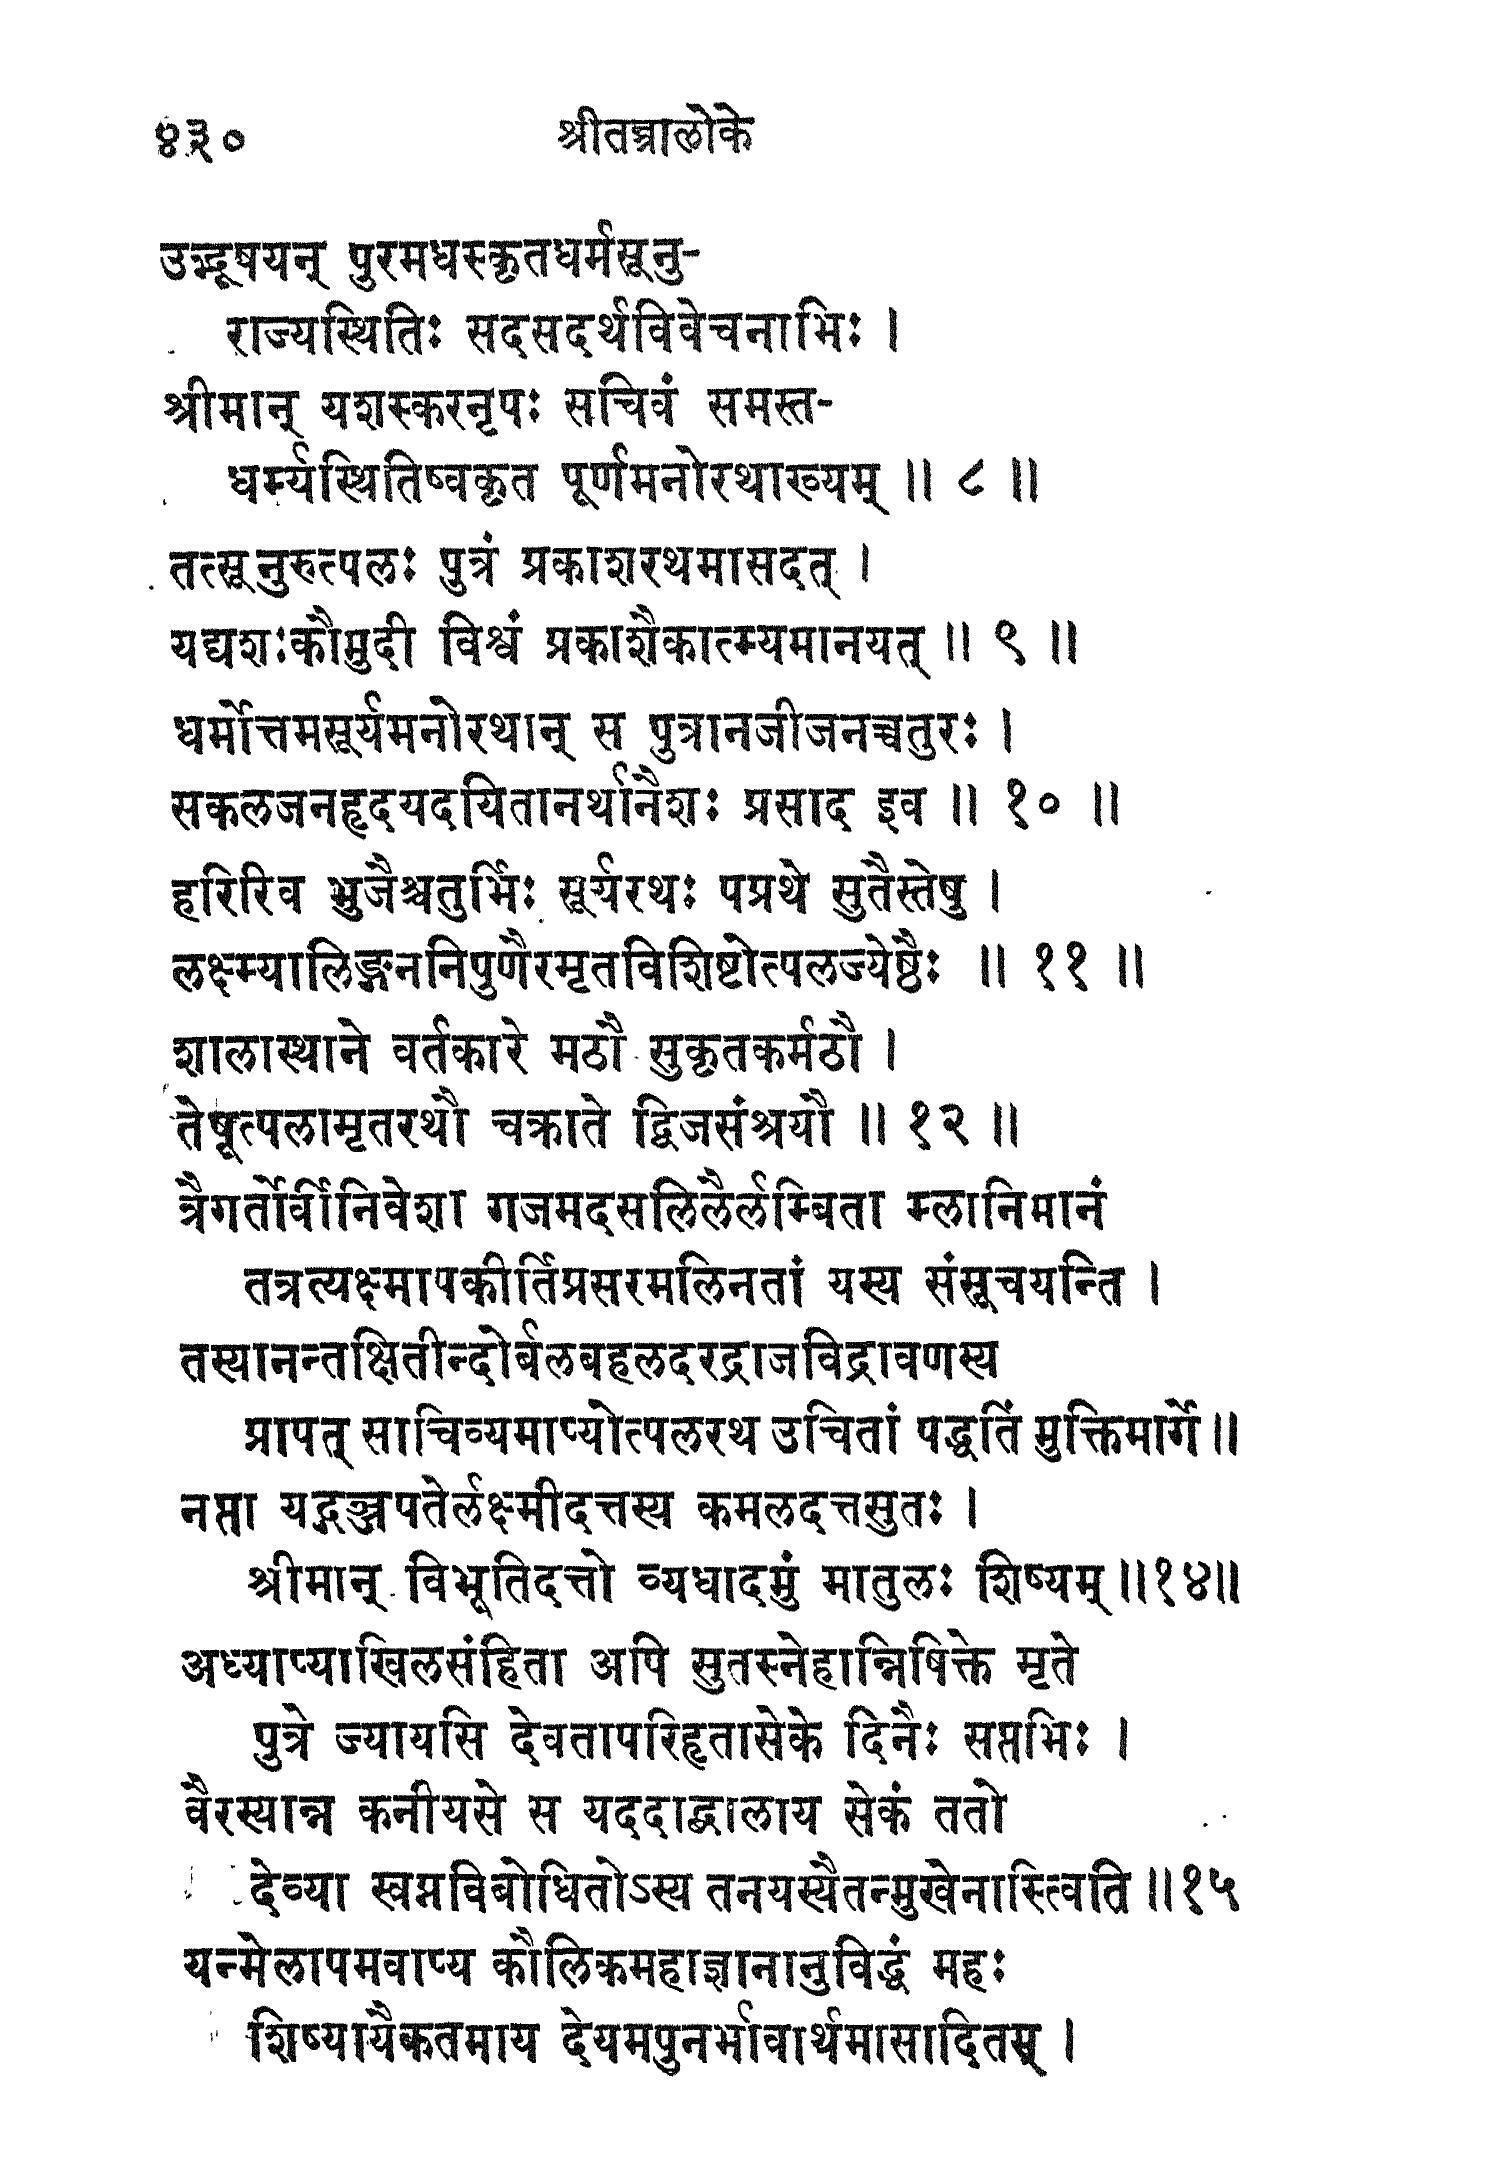 ४३० श्रीतन्त्रालोके
उद्भूषयन् पुरमधस्कृतधर्मसूनु-
राज्यस्थितिः सदसदर्थविवेचनाभिः ।
श्रीमान् यशस्करनृपः सचिवं समस्त-
धर्म्यस्थितिष्वकृत पूर्णमनोरथाख्यम् ॥ ८ ॥
तत्सूनुरुत्पलः पुत्रं प्रकाशरथमासदत् ।
यद्यशःकौमुदी विश्वं प्रकाशैकात्म्यमानयत् ॥ ९ ॥
धर्मोत्तमसूर्यमनोरथान् स पुत्रानजीजनच्चतुरः ।
सकलजनहृदयदयितानर्थानैशः प्रसाद इव ॥ १० ॥
हरिरिव भुजैश्चतुर्भिः सूर्यरथः पप्रथे सुतैस्तेषु ।
लक्ष्म्यालिङ्गननिपुणैरमृतविशिष्टोत्पलज्येष्ठैः ॥ ११ ॥
शालास्थाने वर्तकारे मठौ सुकृतकर्मठौ ।
तेषूत्पलामृतरथौ चक्राते द्विजसंश्रयौ ॥ १२ ॥
त्रैगर्तोर्वीनिवेशा गजमदसलिलैर्लम्बिता म्लानिमानं
तत्रत्यक्ष्मापकीर्तिप्रसरमलिनतां यस्य संसूचयन्ति ।
तस्यानन्तक्षितीन्दोर्बलबहलदरद्राजविद्रावणस्य
प्रापत् साचिव्यमाप्योत्पलरथ उचितां पद्धतिं मुक्तिमार्गे॥
नप्ता यद्गञ्जपतेर्लक्ष्मीदत्तस्य कमलदत्तसुतः ।
श्रीमान् विभूतिदत्तो व्यधादमुं मातुलः शिष्यम्॥१४॥
अध्याप्याखिलसंहिता अपि सुतस्नेहान्निषिक्ते मृते
पुत्रे ज्यायसि देवतापरिहृतासेके दिनैः सप्तभिः ।
वैरस्यान्न कनीयसे स यददाद्बालाय सेकं ततो
देव्या स्वप्नविबोधितोऽस्य तनयस्यैतन्मुखेनास्त्विति॥१५
यन्मेलापमवाप्य कौलिकमहाज्ञानानुविद्धं महः
शिष्यायैकतमाय देयमपुनर्भावार्थमासादितम् ।